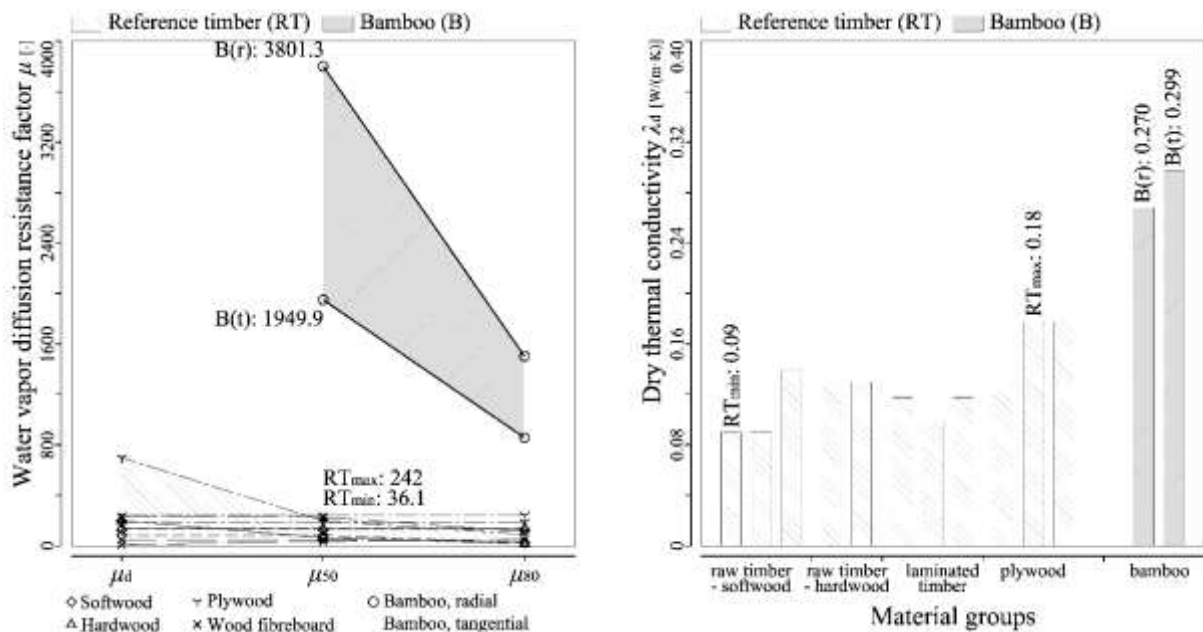 Reference timber (RT) Bamboo (B)
Water vapor diffusion resistance factor μ [-]
4000
3200
2400
1600
800
0
B(r): 3801.3
B(t): 1949.9
RTmax: 242
RTmin: 36.1
μd μ50 μ80
Softwood Plywood Bamboo, radial
Hardwood Wood fibreboard Bamboo, tangential
Reference timber (RT) Bamboo (B)
Dry thermal conductivity λd [W/(m·K)]
0.40
0.32
0.24
0.16
0.08
0
RTmin: 0.09
RTmax: 0.18
B(r): 0.270
B(t): 0.299
raw timber raw timber laminated plywood bamboo
- softwood - hardwood timber
Material groups